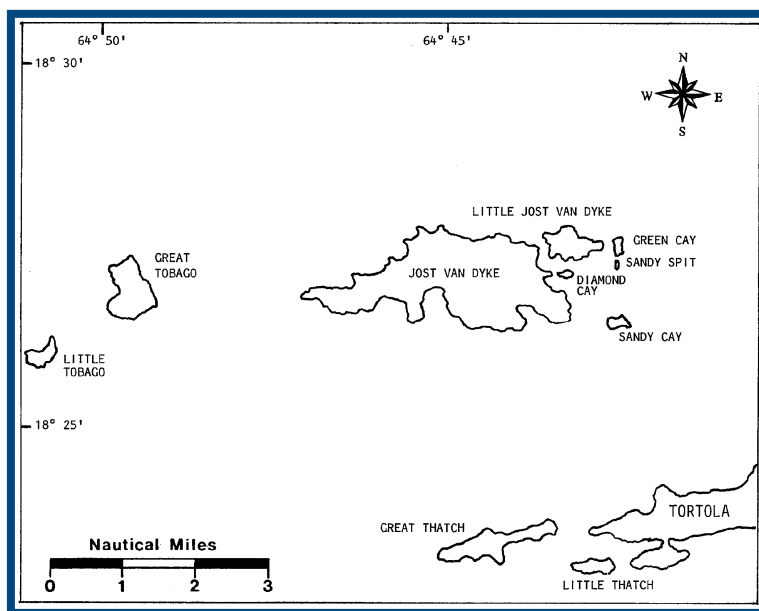 64° 50'
64° 45'
18° 30'
N
W E
S
LITTLE JOST VAN DYKE
GREEN CAY
GREAT
TOBAGO
SANDY SPIT
JOST VAN DYKE
DIAMOND
CAY
SANDY CAY
LITTLE
TOBAGO
18° 25'
TORTOLA
GREAT THATCH
Nautical Miles
LITTLE THATCH
0 1 2 3